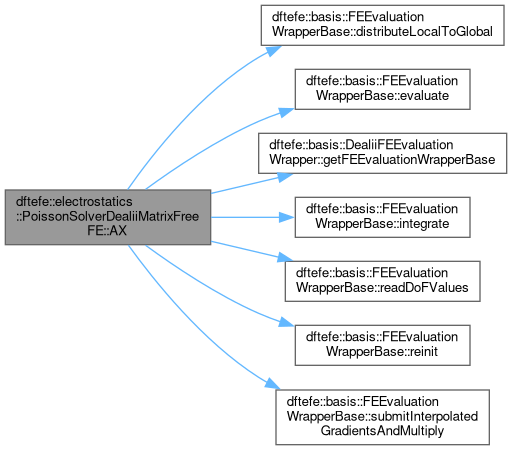 dftefe::electrostatics
::PoissonSolverDealiiMatrixFree
FE::AX
dftefe::basis::FEEvaluation
WrapperBase::distributeLocalToGlobal
dftefe::basis::FEEvaluation
WrapperBase::evaluate
dftefe::basis::DealiiFEEvaluation
Wrapper::getFEEvaluationWrapperBase
dftefe::basis::FEEvaluation
WrapperBase::integrate
dftefe::basis::FEEvaluation
WrapperBase::readDoFValues
dftefe::basis::FEEvaluation
WrapperBase::reinit
dftefe::basis::FEEvaluation
WrapperBase::submitInterpolated
GradientsAndMultiply